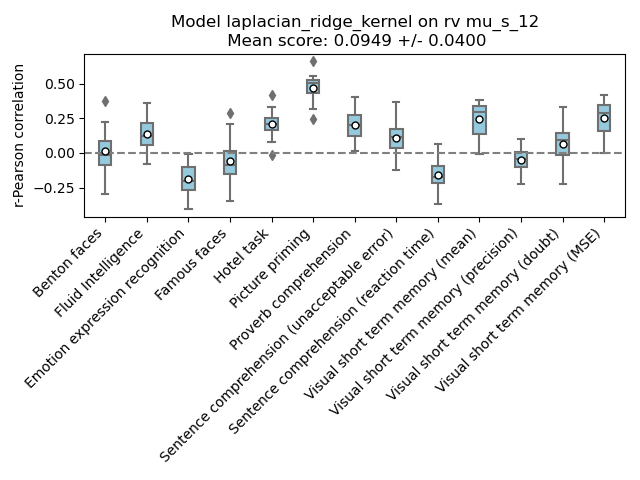 Model laplacian_ridge_kernel on rv mu_s_12
Mean score: 0.0949 +/- 0.0400
r-Pearson correlation
0.50
0.25
0.00
−0.25
Benton faces
Fluid Intelligence
Emotion expression recognition
Famous faces
Hotel task
Picture priming
Proverb comprehension
Sentence comprehension (unacceptable error)
Sentence comprehension (reaction time)
Visual short term memory (mean)
Visual short term memory (precision)
Visual short term memory (doubt)
Visual short term memory (MSE)